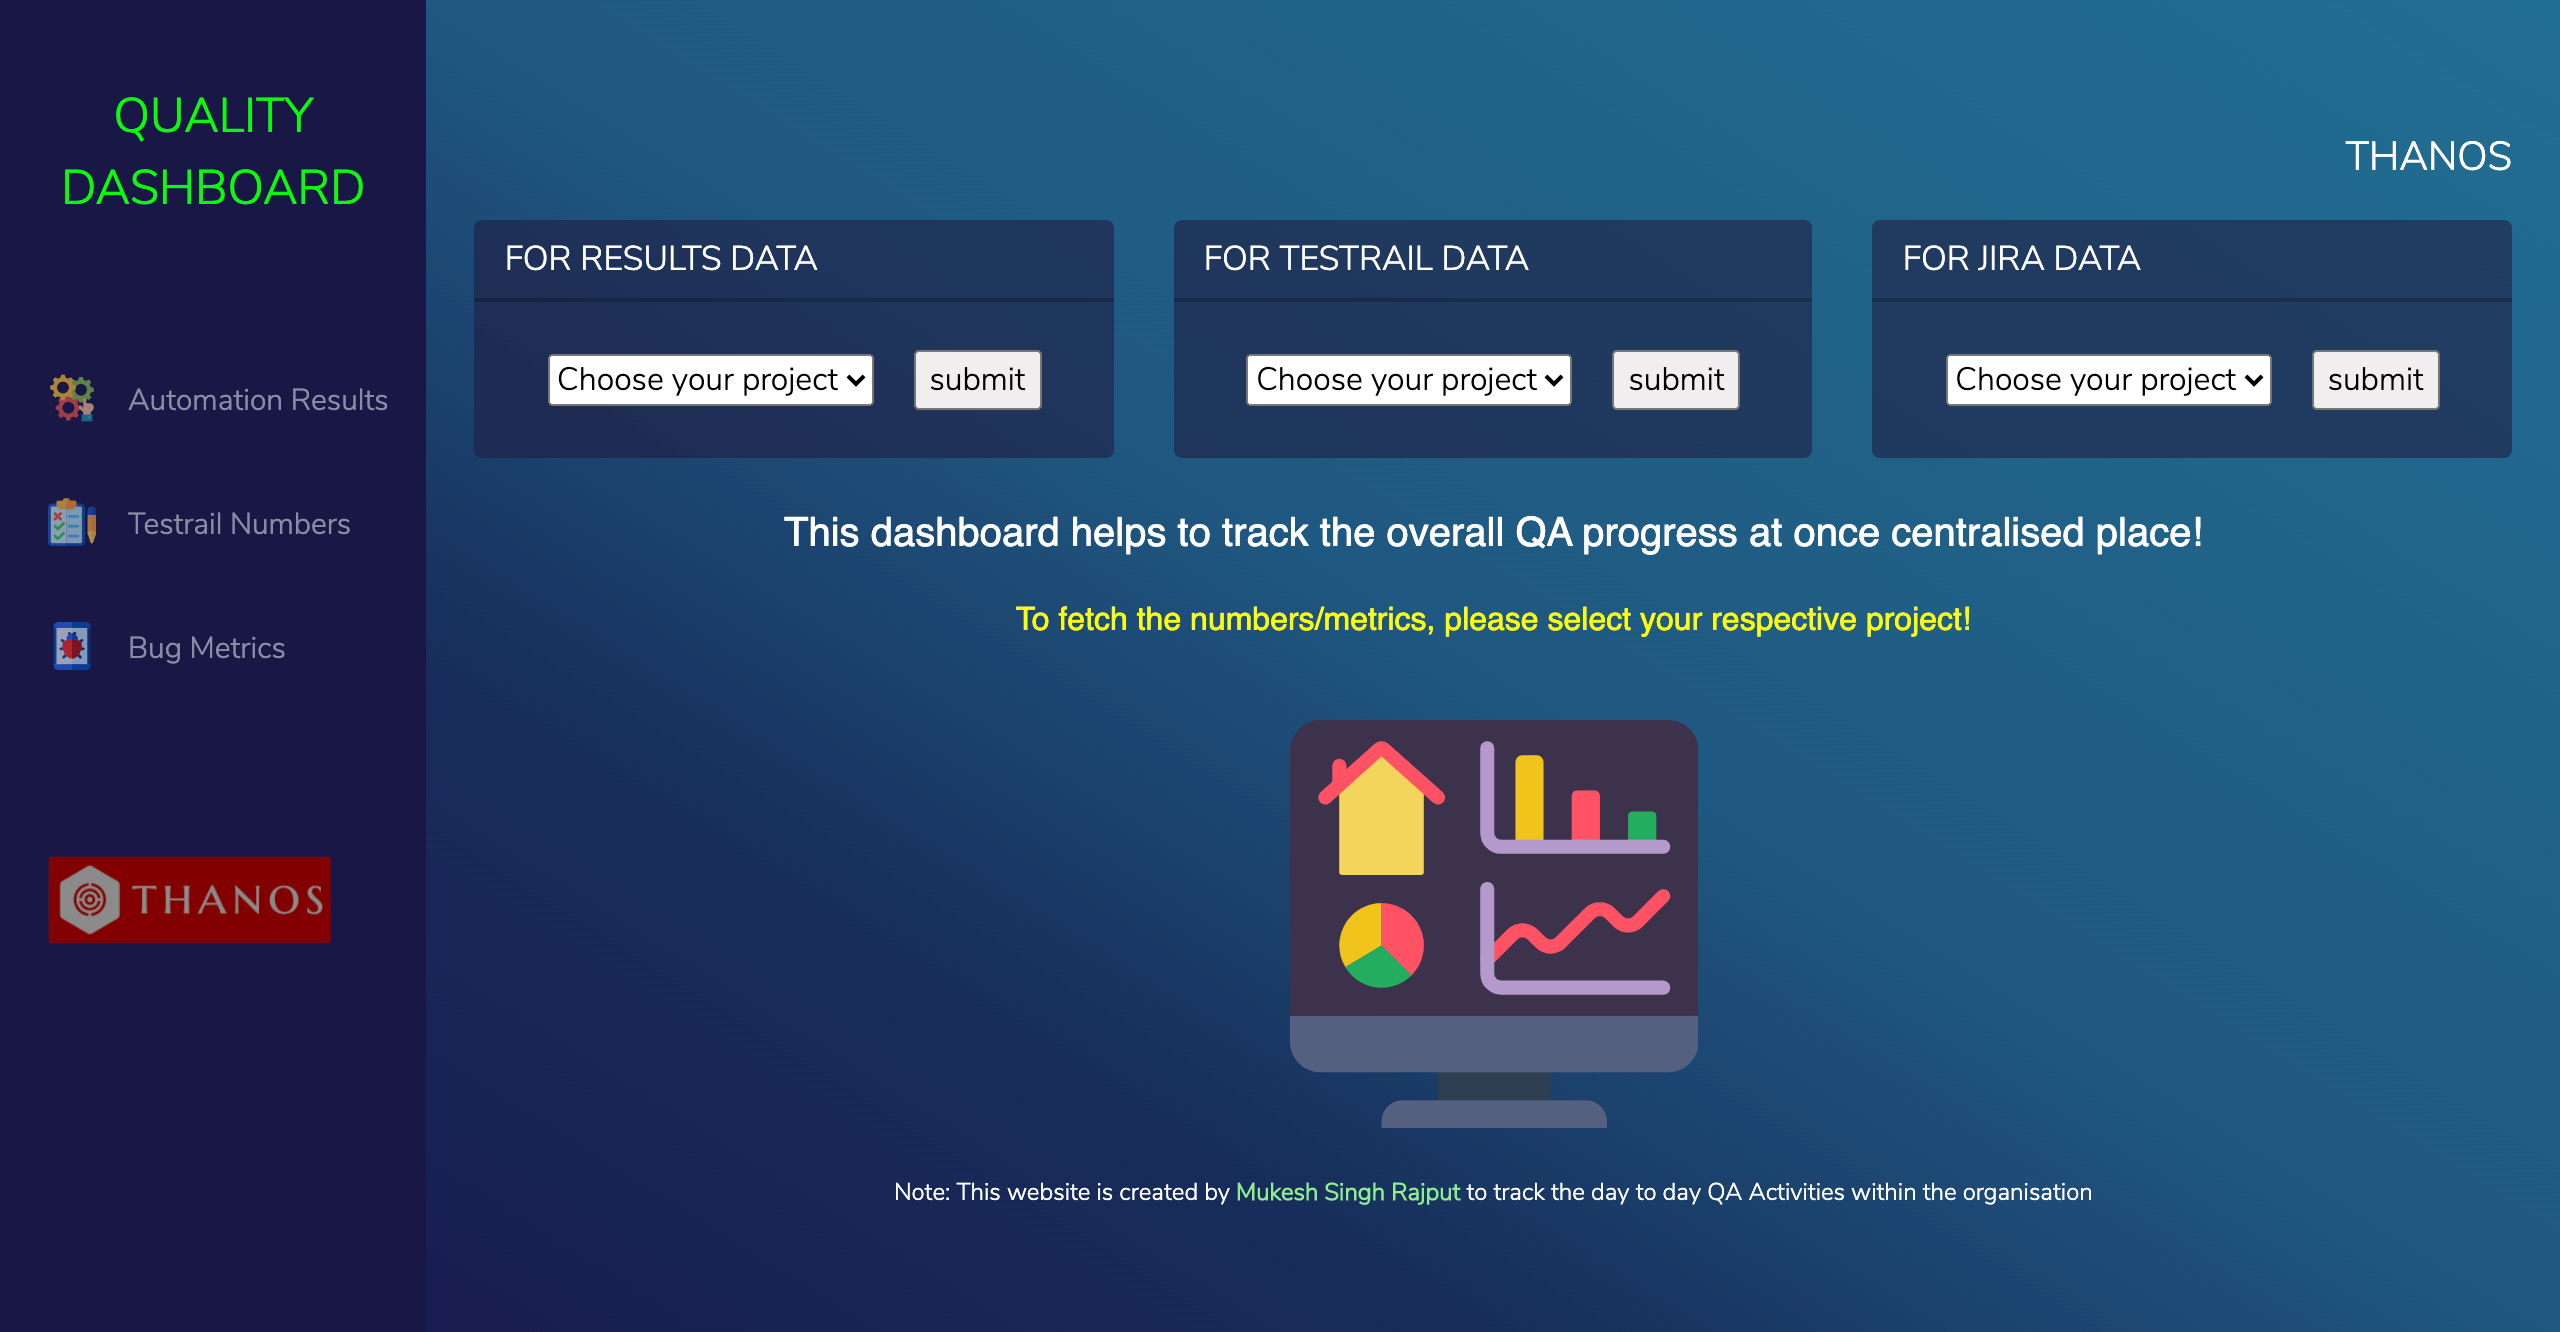 QUALITY
DASHBOARD
Automation Results
Testrail Numbers
Bug Metrics
THANOS
THANOS
FOR RESULTS DATA
Choose your project
submit
FOR TESTRAIL DATA
Choose your project
submit
FOR JIRA DATA
Choose your project
submit
This dashboard helps to track the overall QA progress at once centralised place!
To fetch the numbers/metrics, please select your respective project!
Note: This website is created by Mukesh Singh Rajput to track the day to day QA Activities within the organisation